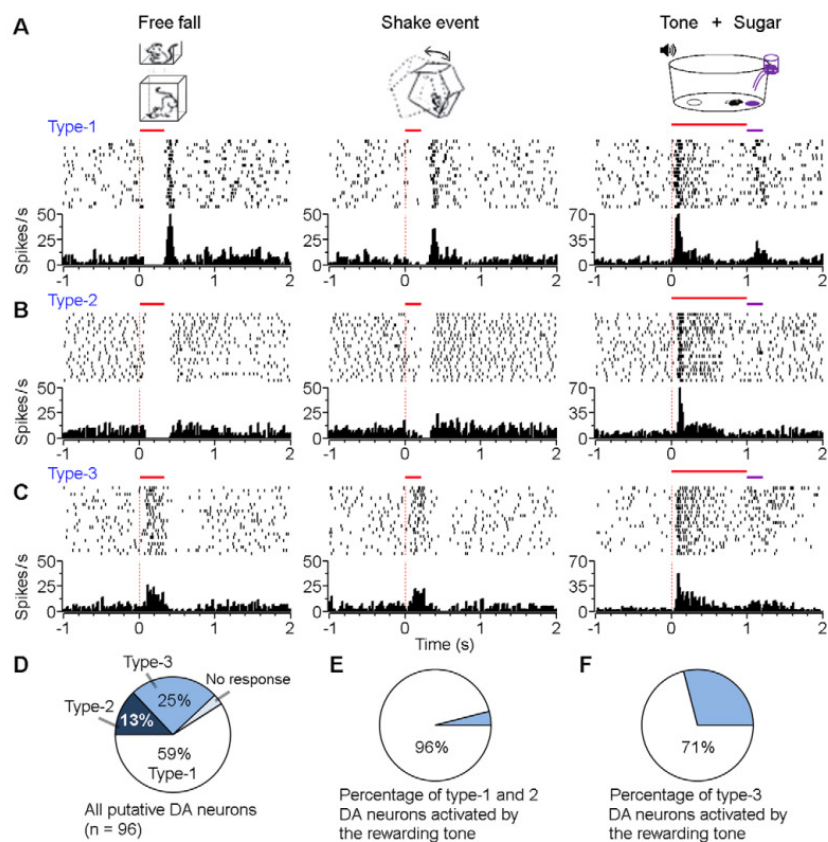 A
Free fall
Shake event
Tone + Sugar
Type-1
Spikes/s
50
25
0
-1 0 1 2
50
25
0
-1 0 1 2
70
35
0
-1 0 1 2
B
Type-2
50
25
0
-1 0 1 2
50
25
0
-1 0 1 2
70
35
0
-1 0 1 2
C
Type-3
Spikes/s
50
25
0
-1 0 1 2
50
25
0
-1 0 1 2
70
35
0
-1 0 1 2
Time (s)
D
Type-3
No response
25%
Type-2
13%
59%
Type-1
All putative DA neurons
(n = 96)
E
96%
Percentage of type-1 and 2
DA neurons activated by
the rewarding tone
F
71%
Percentage of type-3
DA neurons activated by
the rewarding tone